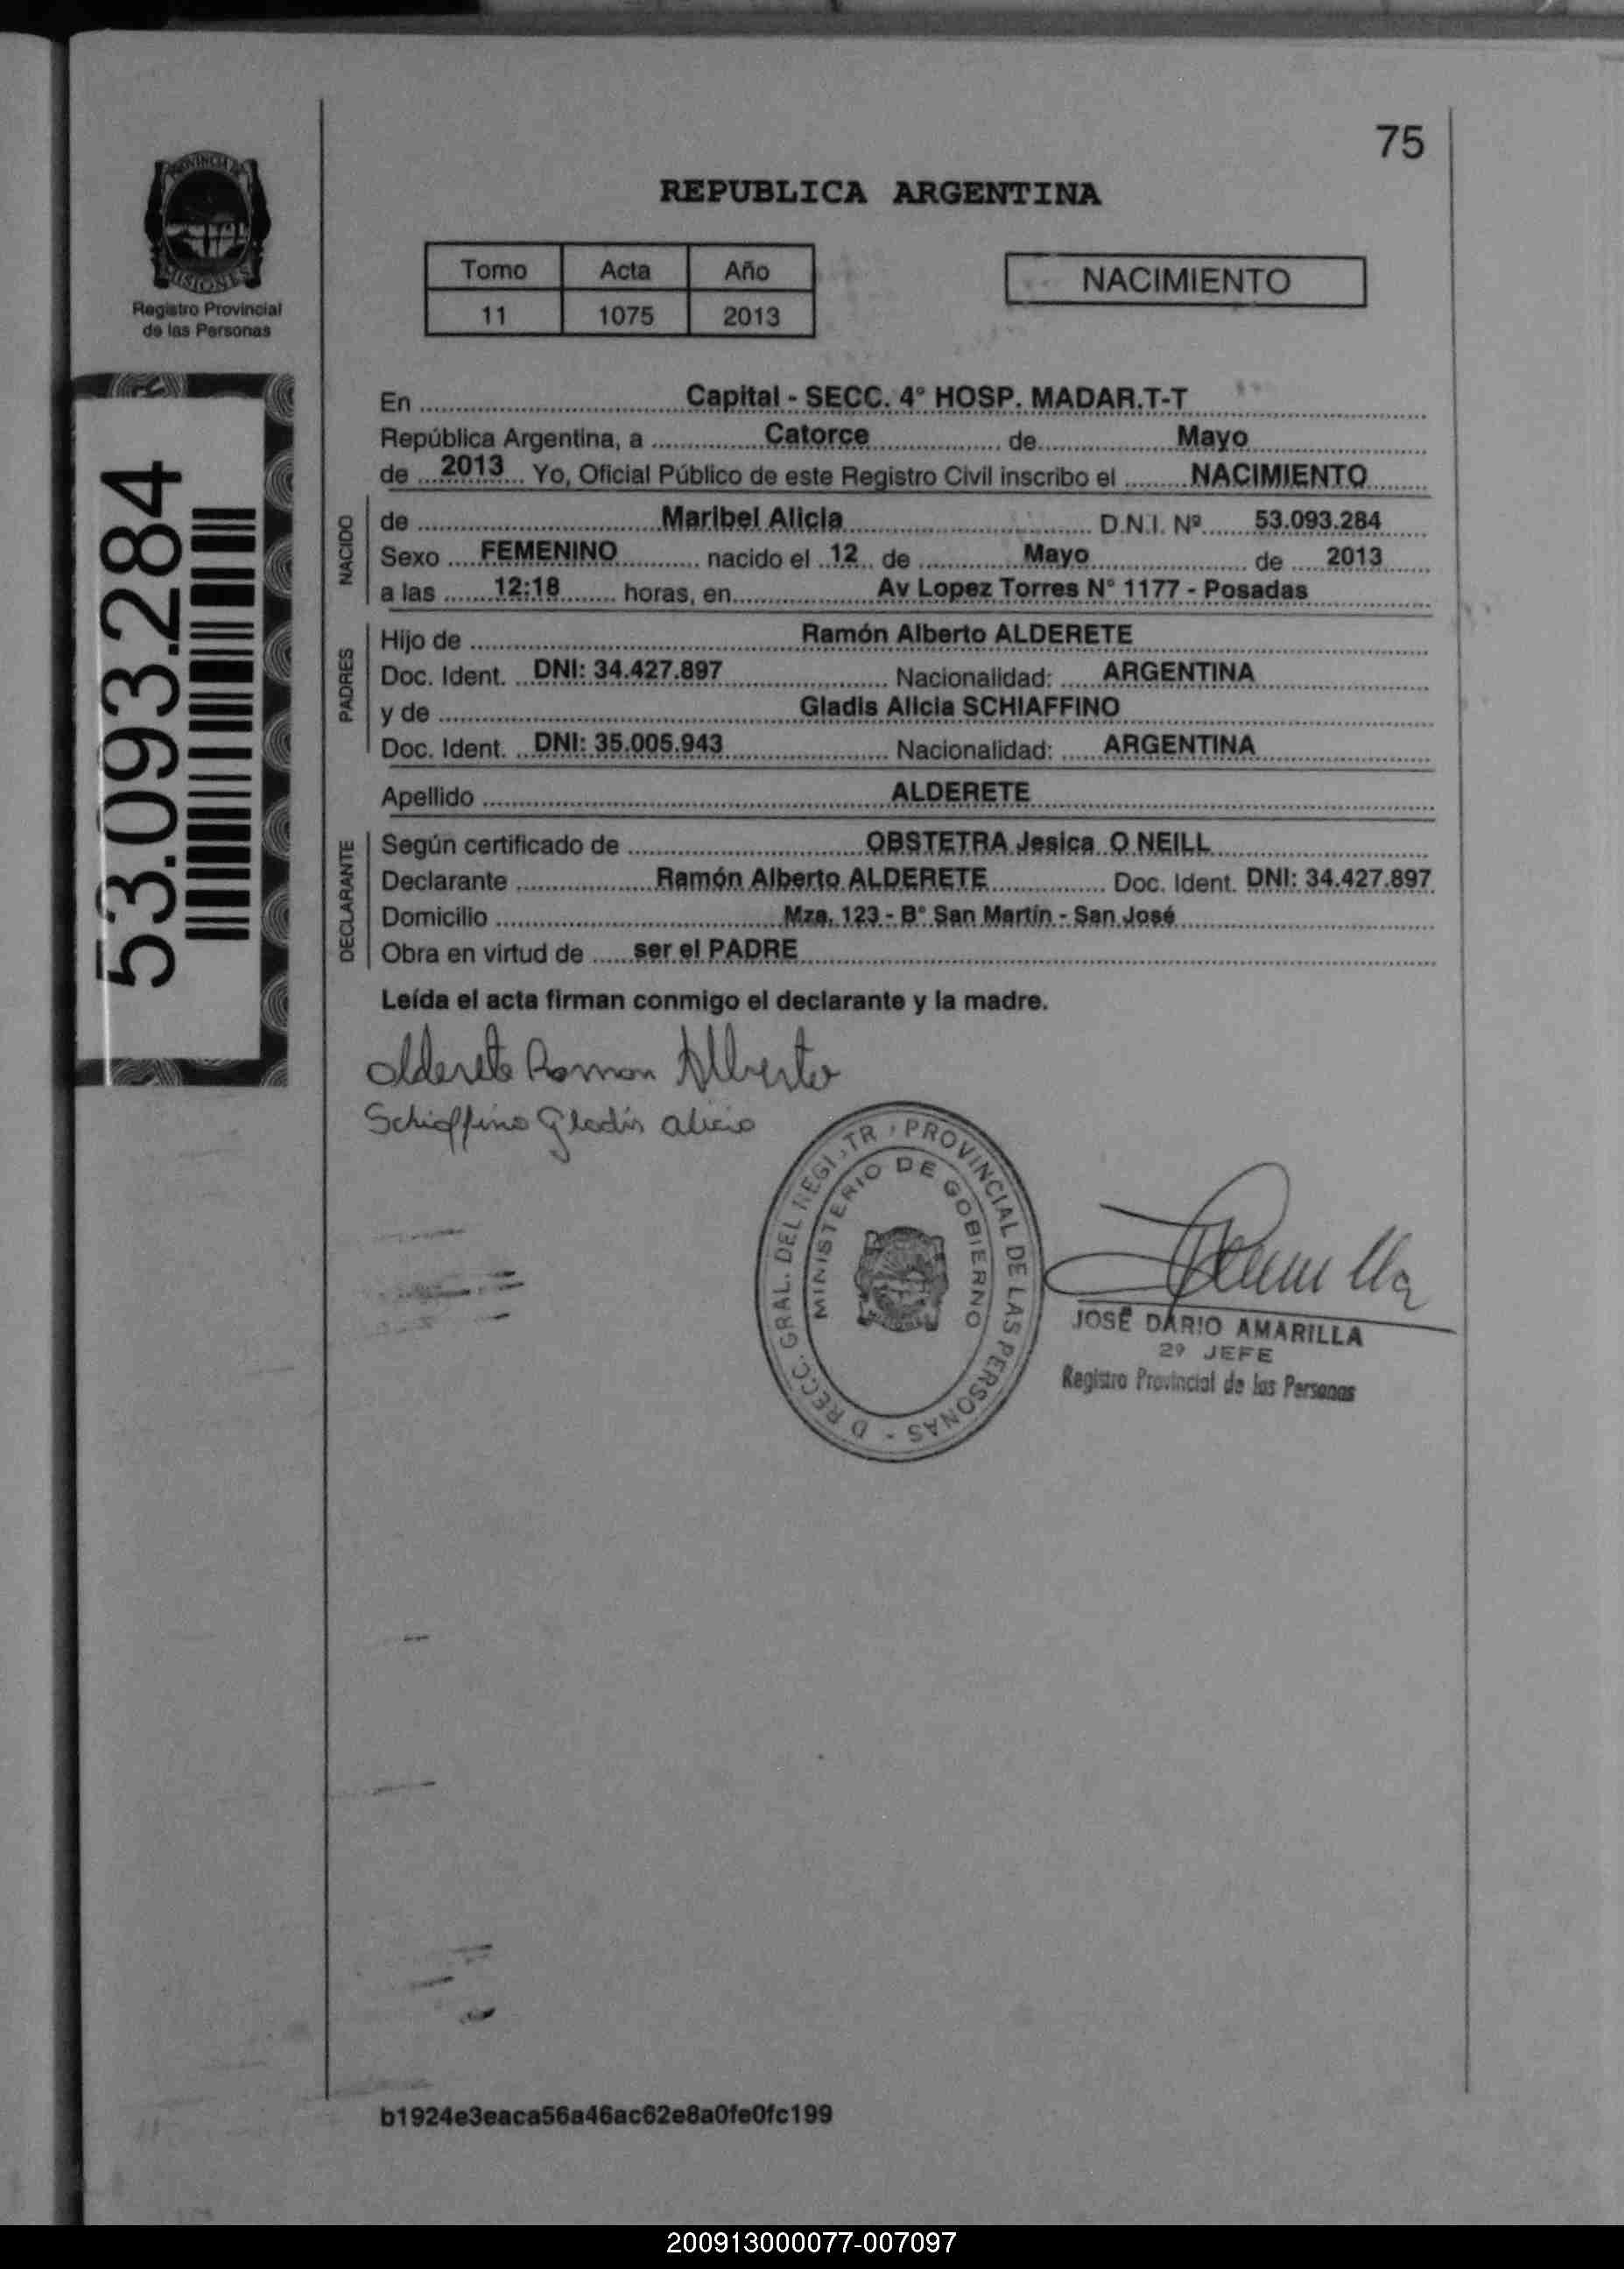 75
PROVINCIA DE
MISIONES
Registro Provincial
de las Personas
REPUBLICA ARGENTINA
Tomo Acta Año
11 1075 2013
NACIMIENTO
53.093.284
En Capital - SECC. 4° HOSP. MADAR.T-T
República Argentina, a Catorce de Mayo
de 2013 Yo, Oficial Público de este Registro Civil inscribo el NACIMIENTO
NACIDO
de Maribel Alicia D.N.I. Nº 53.093.284
Sexo FEMENINO nacido el 12 de Mayo de 2013
a las 12:18 horas, en Av Lopez Torres N° 1177 - Posadas
PADRES
Hijo de Ramón Alberto ALDERETE
Doc. Ident. DNI: 34.427.897 Nacionalidad: ARGENTINA
y de Gladis Alicia SCHIAFFINO
Doc. Ident. DNI: 35.005.943 Nacionalidad: ARGENTINA
Apellido ALDERETE
DECLARANTE
Según certificado de OBSTETRA Jesica O NEILL
Declarante Ramón Alberto ALDERETE Doc. Ident. DNI: 34.427.897
Domicilio Mza. 123 - B° San Martín - San José
Obra en virtud de ser el PADRE
Leída el acta firman conmigo el declarante y la madre.
Alderete Ramon Alberto
Schiaffino Gladis Alicia
D RECC. GRAL. DEL REGISTR PROVINCIAL DE LAS PERSONAS -
MINISTERIO DE GOBIERNO
JOSÉ DARIO AMARILLA
2º JEFE
Registro Provincial de las Personas
b1924e3eaca56a46ac62e8a0fe0fc199
200913000077-007097